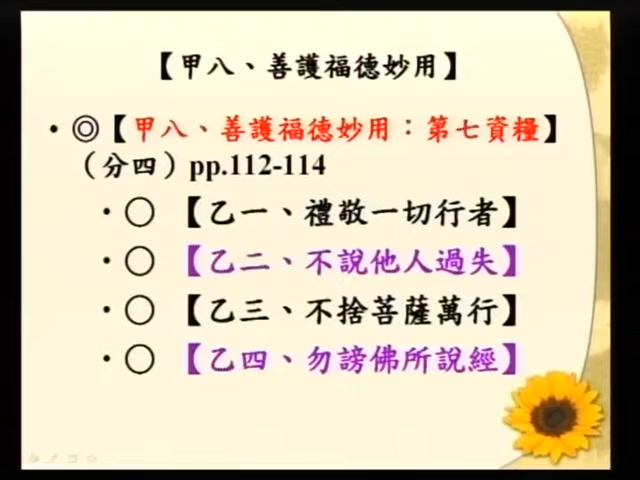 【甲八、善護福德妙用】
• ◎【甲八、善護福德妙用：第七資糧】
（分四）pp.112-114
• ○ 【乙一、禮敬一切行者】
• ○ 【乙二、不說他人過失】
• ○ 【乙三、不捨菩薩萬行】
• ○ 【乙四、勿謗佛所說經】